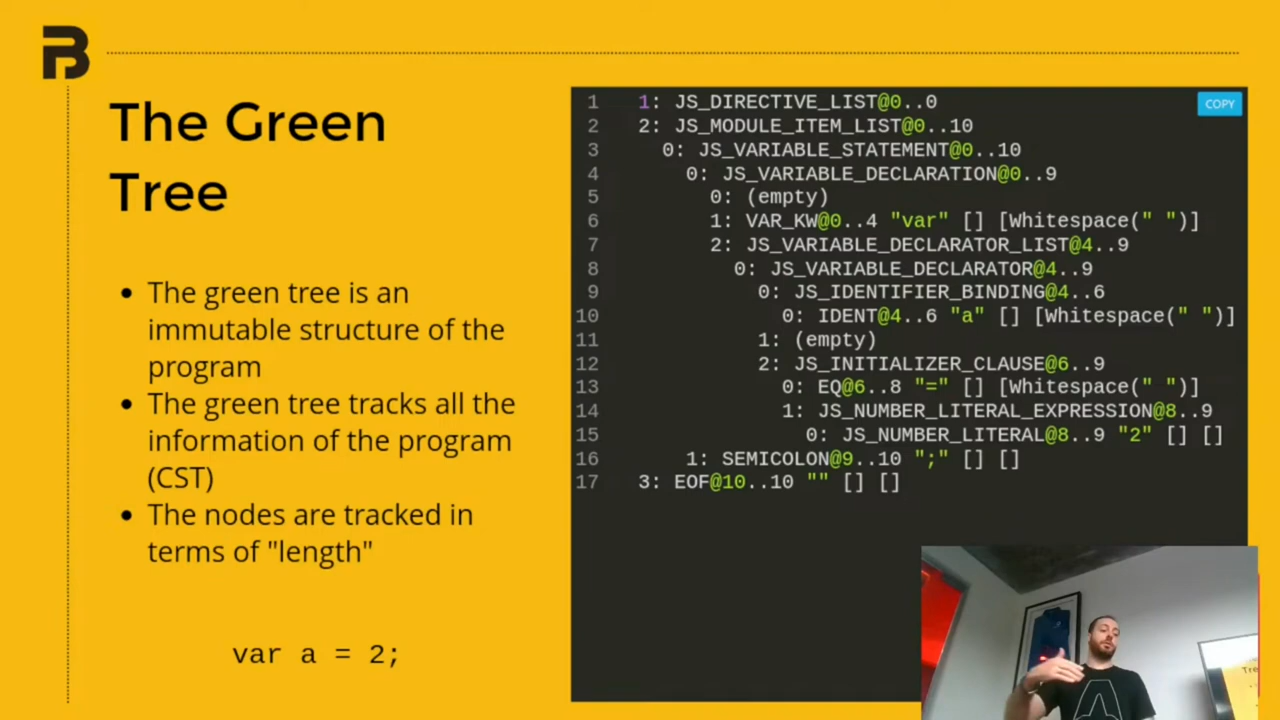 B
The Green
Tree
The green tree is an
immutable structure of the
program
The green tree tracks all the
information of the program
(CST)
The nodes are tracked in
terms of "length"
var a = 2;
COPY
1 1: JS_DIRECTIVE_LIST@0..0
2 2: JS_MODULE_ITEM_LIST@0..10
3 0: JS_VARIABLE_STATEMENT@0..10
4 0: JS_VARIABLE_DECLARATION@0..9
5 0: (empty)
6 1: VAR_KW@0..4 "var" [] [Whitespace(" ")]
7 2: JS_VARIABLE_DECLARATOR_LIST@4..9
8 0: JS_VARIABLE_DECLARATOR@4..9
9 0: JS_IDENTIFIER_BINDING@4..6
10 0: IDENT@4..6 "a" [] [Whitespace(" ")]
11 1: (empty)
12 2: JS_INITIALIZER_CLAUSE@6..9
13 0: EQ@6..8 "=" [] [Whitespace(" ")]
14 1: JS_NUMBER_LITERAL_EXPRESSION@8..9
15 0: JS_NUMBER_LITERAL@8..9 "2" [] []
16 1: SEMICOLON@9..10 ";" [] []
17 3: EOF@10..10 "" [] []